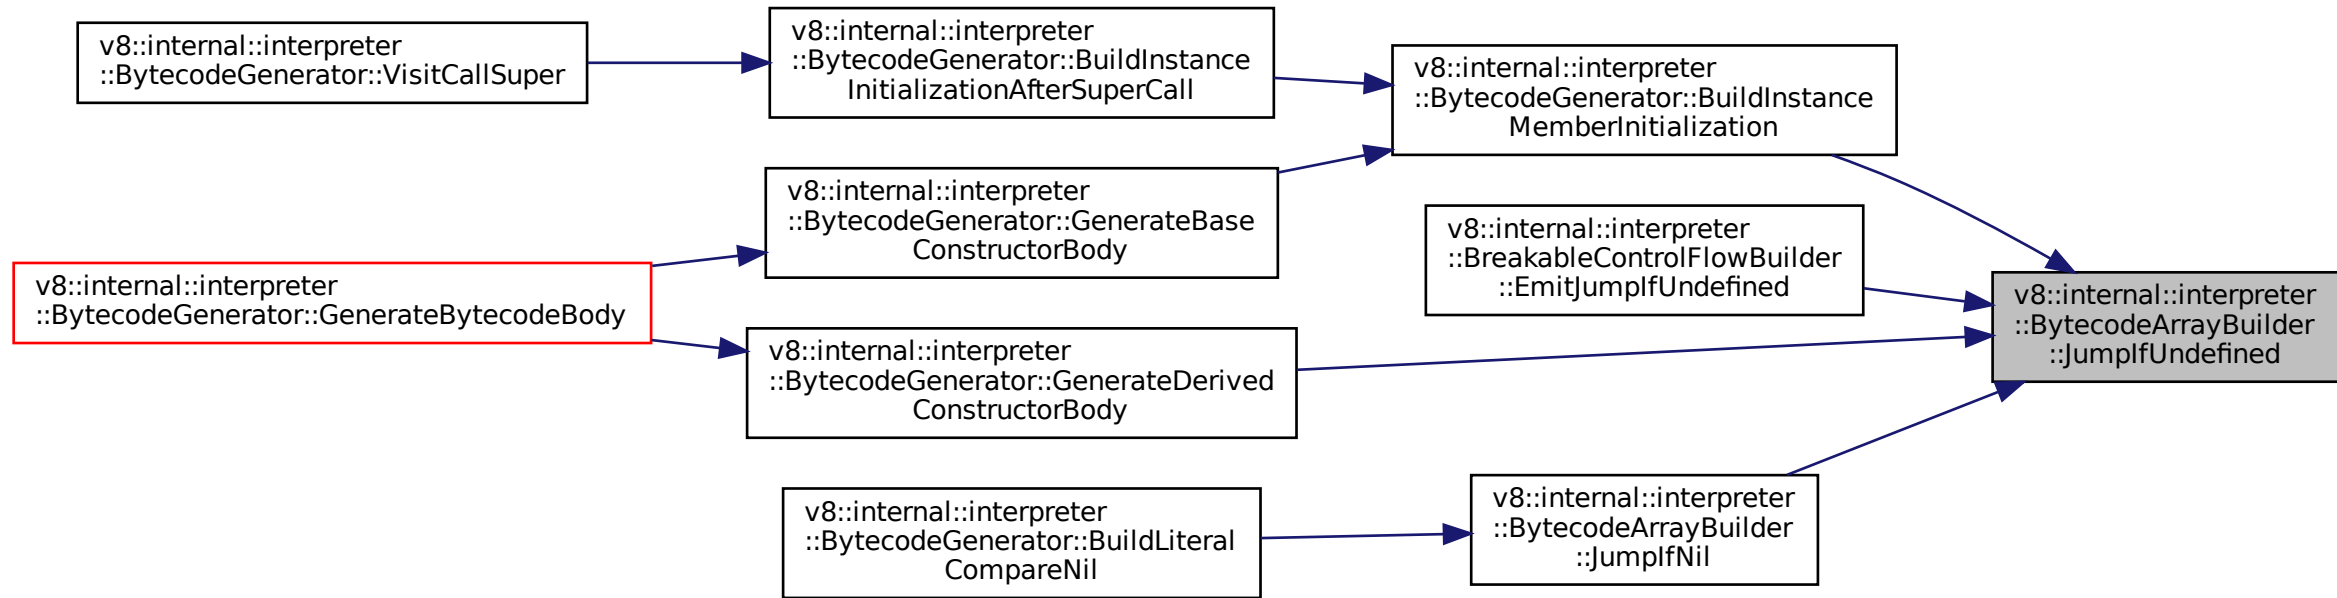 v8::internal::interpreter
::BytecodeGenerator::VisitCallSuper
v8::internal::interpreter
::BytecodeGenerator::BuildInstance
InitializationAfterSuperCall
v8::internal::interpreter
::BytecodeGenerator::BuildInstance
MemberInitialization
v8::internal::interpreter
::BytecodeGenerator::GenerateBase
ConstructorBody
v8::internal::interpreter
::BreakableControlFlowBuilder
::EmitJumpIfUndefined
v8::internal::interpreter
::BytecodeGenerator::GenerateBytecodeBody
v8::internal::interpreter
::BytecodeArrayBuilder
::JumpIfUndefined
v8::internal::interpreter
::BytecodeGenerator::GenerateDerived
ConstructorBody
v8::internal::interpreter
::BytecodeGenerator::BuildLiteral
CompareNil
v8::internal::interpreter
::BytecodeArrayBuilder
::JumpIfNil